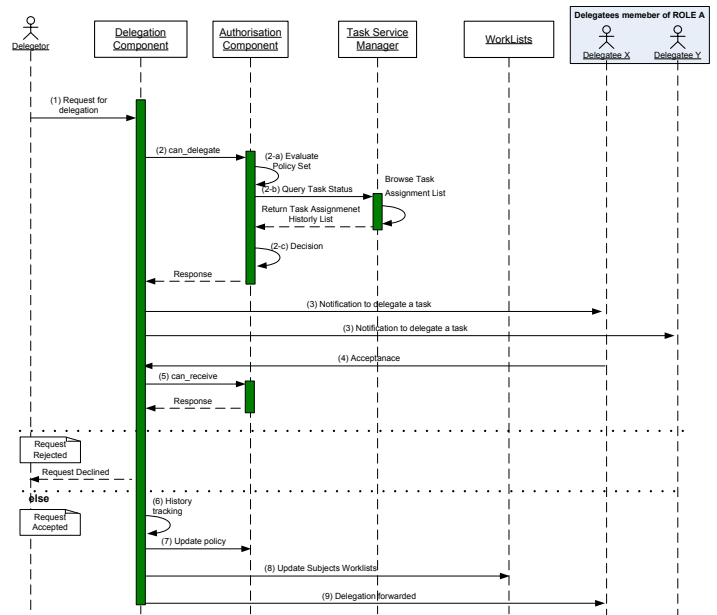 Delegatees memeber of ROLE A
Delegetor
Delegation
Component
Authorisation
Component
Task Service
Manager
WorkLists
Delegatee X
Delegatee Y
(1) Request for
delegation
(2) can_delegate
(2-a) Evaluate
Policy Set
(2-b) Query Task Status
Browse Task
Assignment List
Return Task Assignmenet
Historly List
(2-c) Decision
Response
(3) Notification to delegate a task
(3) Notification to delegate a task
(4) Acceptanace
(5) can_receive
Response
Request
Rejected
Request Declined
else
Request
Accepted
(6) History
tracking
(7) Update policy
(8) Update Subjects Worklists
(9) Delegation forwarded